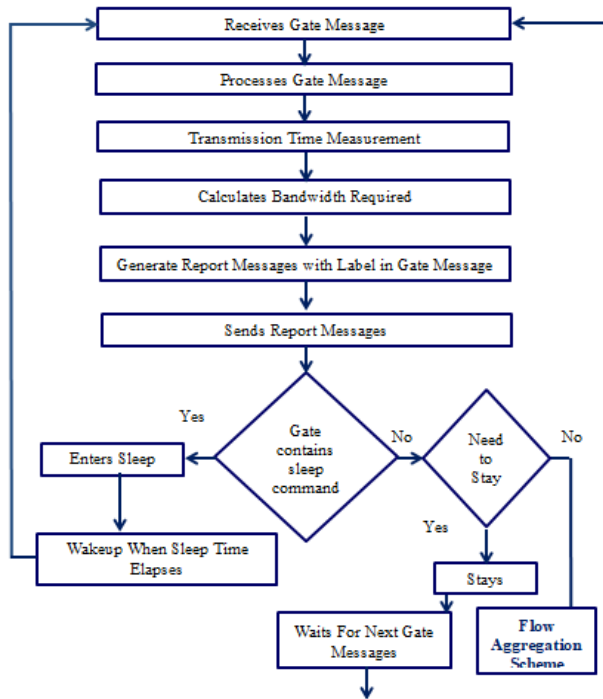 Receives Gate Message
Processes Gate Message
Transmission Time Measurement
Calculates Bandwidth Required
Generate Report Messages with Label in Gate Message
Sends Report Messages
Yes
Gate
contains
sleep
command
No
Need
to
Stay
No
Enters Sleep
Yes
Wakeup When Sleep Time
Elapses
Stays
Waits For Next Gate
Messages
Flow
Aggregation
Scheme